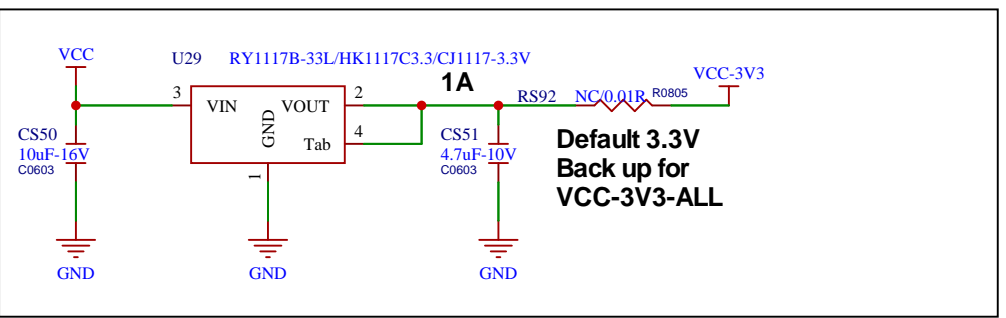 VCC
U29 RY1117B-33L/HK1117C3.3/CJ1117-3.3V
1A
VCC-3V3
3
VIN
VOUT
2
GND
Tab
4
1
RS92
NC/0.01R
R0805
CS50
10uF-16V
C0603
CS51
4.7uF-10V
C0603
Default 3.3V
Back up for
VCC-3V3-ALL
GND
GND
GND